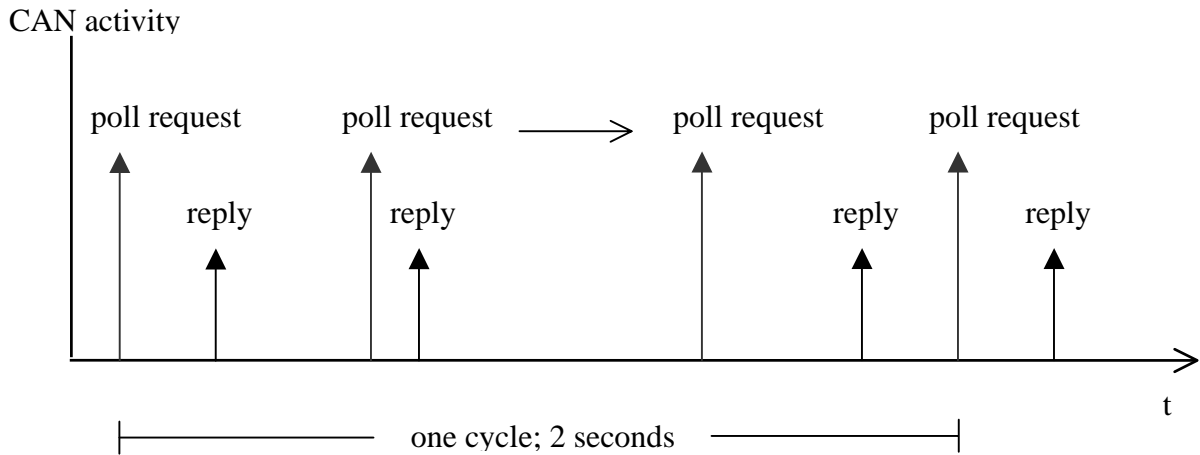 CAN activity
poll request poll request poll request poll request
reply reply reply reply
t
one cycle; 2 seconds